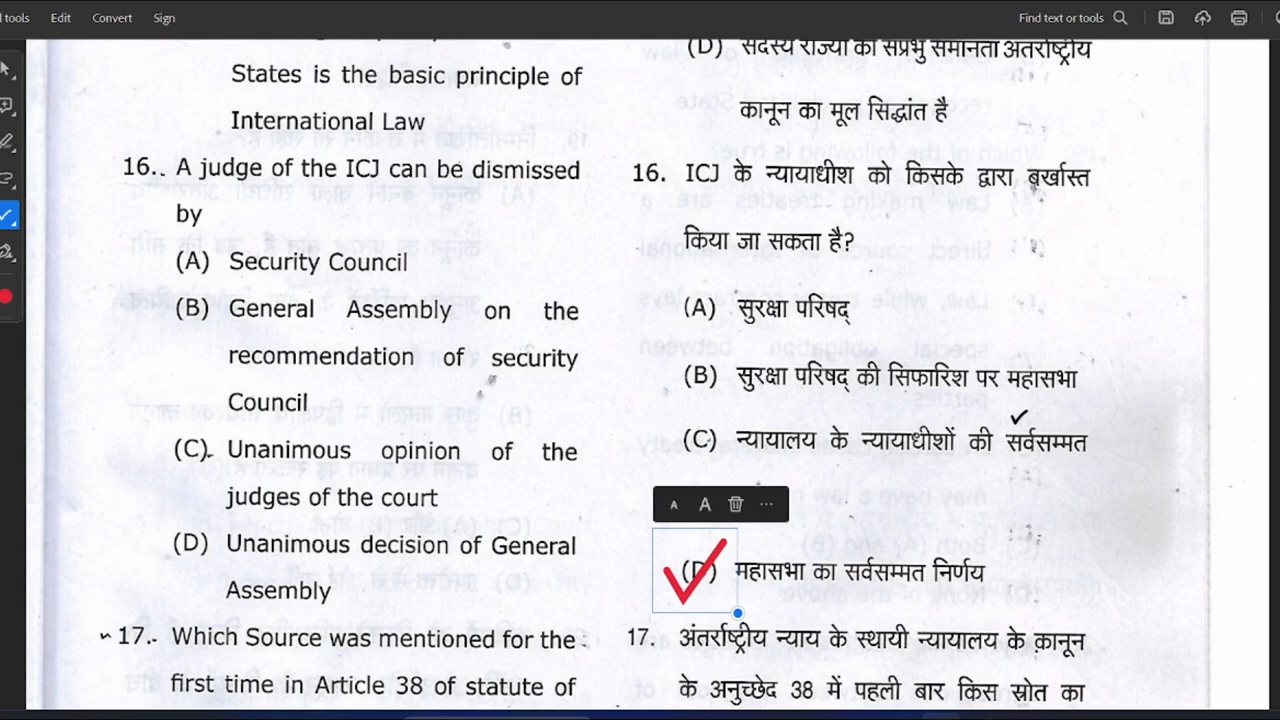 tools Edit Convert Sign Find text or tools
States is the basic principle of
International Law
16. A judge of the ICJ can be dismissed
by
(A) Security Council
(B) General Assembly on the
recommendation of security
Council
(C) Unanimous opinion of the
judges of the court
(D) Unanimous decision of General
Assembly
17. Which Source was mentioned for the
first time in Article 38 of statute of
(D) सदस्य राज्यों की संप्रभु समानता अंतर्राष्ट्रीय
कानून का मूल सिद्धांत है
16. ICJ के न्यायाधीश को किसके द्वारा बर्खास्त
किया जा सकता है?
(A) सुरक्षा परिषद्
(B) सुरक्षा परिषद् की सिफारिश पर महासभा
(C) न्यायालय के न्यायाधीशों की सर्वसम्मत
A A
(D) महासभा का सर्वसम्मत निर्णय
17. अंतर्राष्ट्रीय न्याय के स्थायी न्यायालय के क़ानून
के अनुच्छेद 38 में पहली बार किस स्रोत का